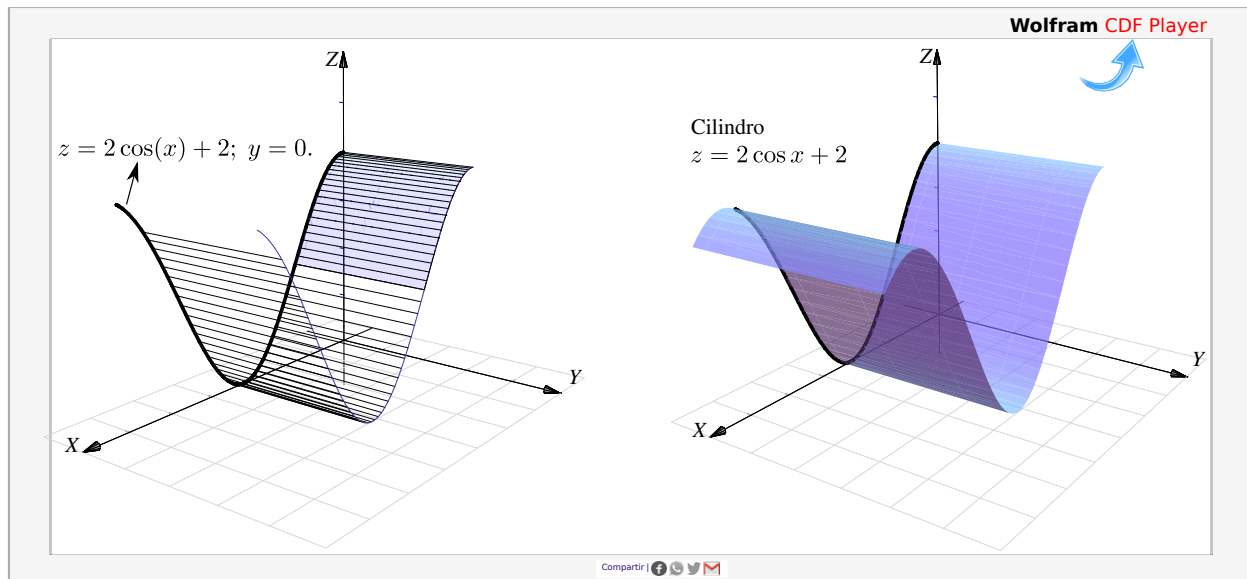 Wolfram CDF Player
Z
z = 2 cos(x) + 2; y = 0.
Y
X
Z
Cilindro
z = 2 cos x + 2
Y
X
Compartir |